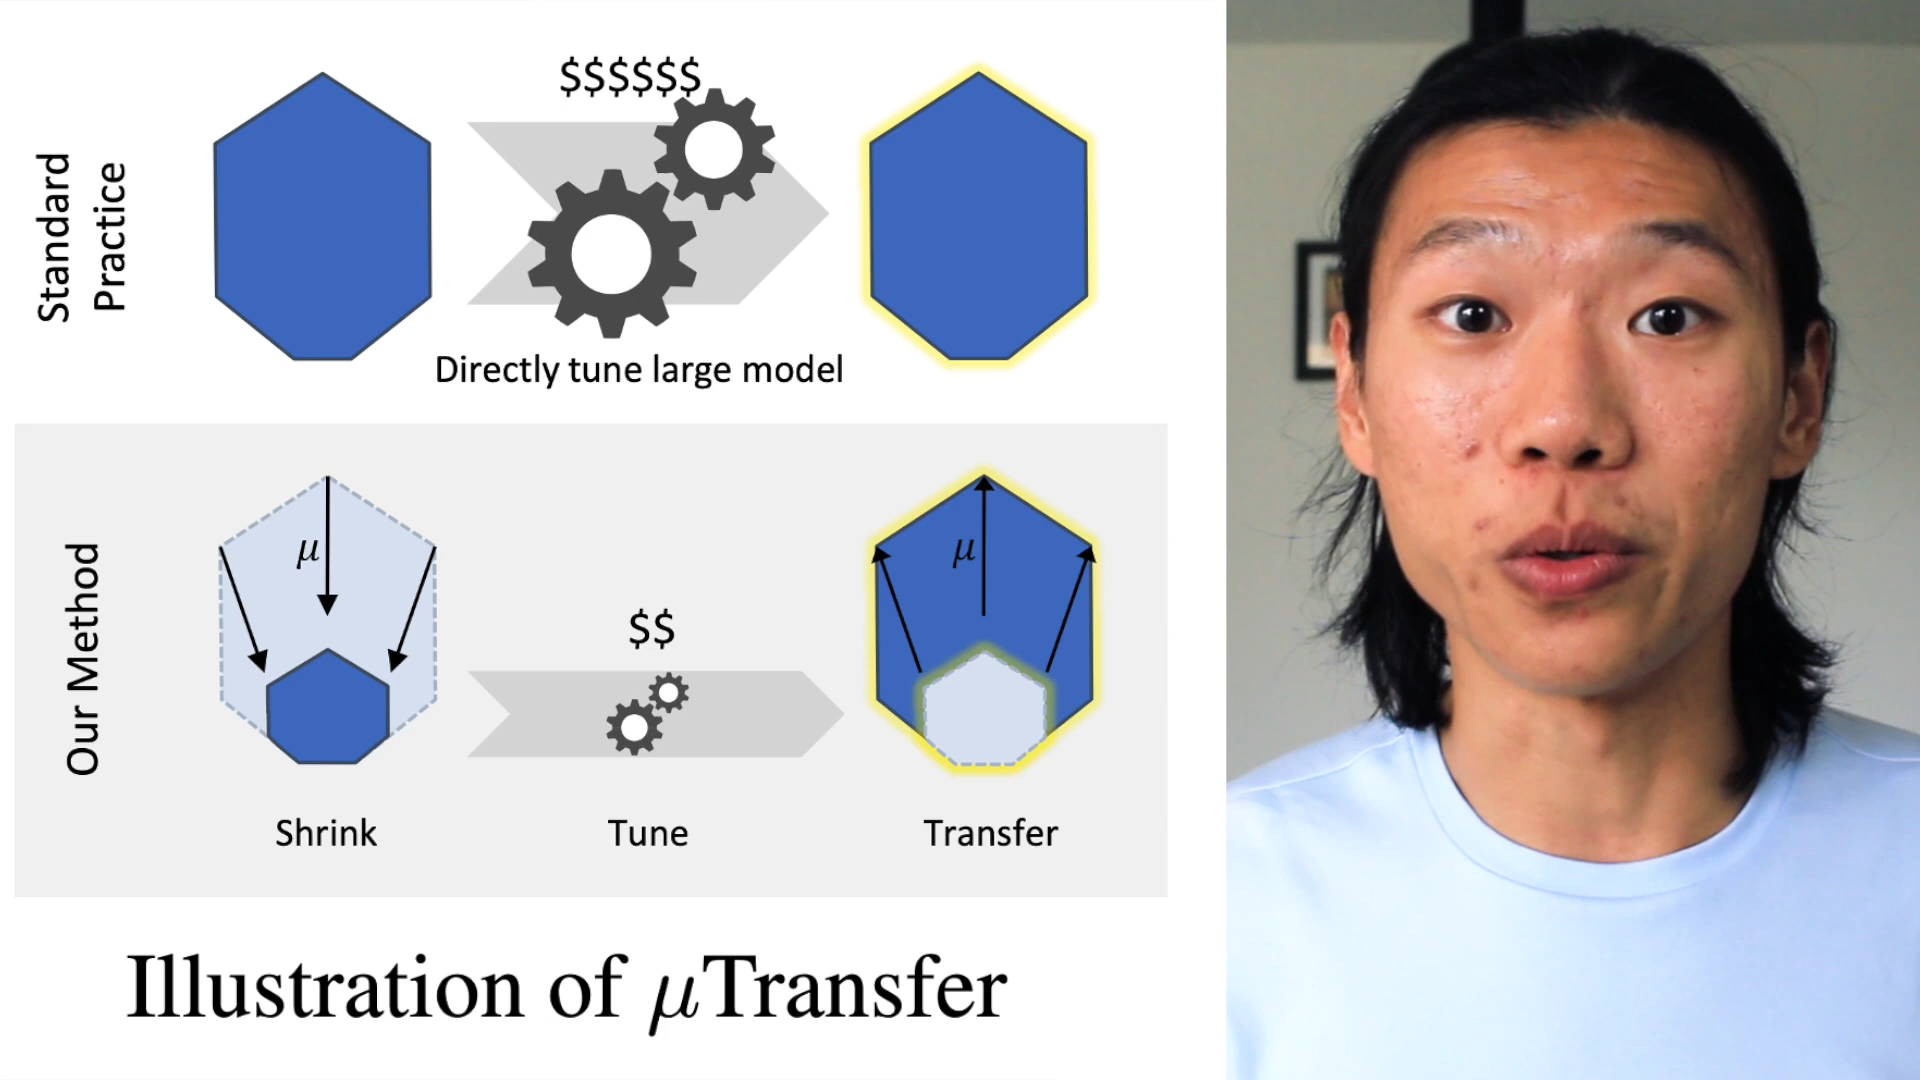 Standard
Practice
$$$$$$
Directly tune large model
Our Method
μ
$$
μ
Shrink
Tune
Transfer
Illustration of μTransfer